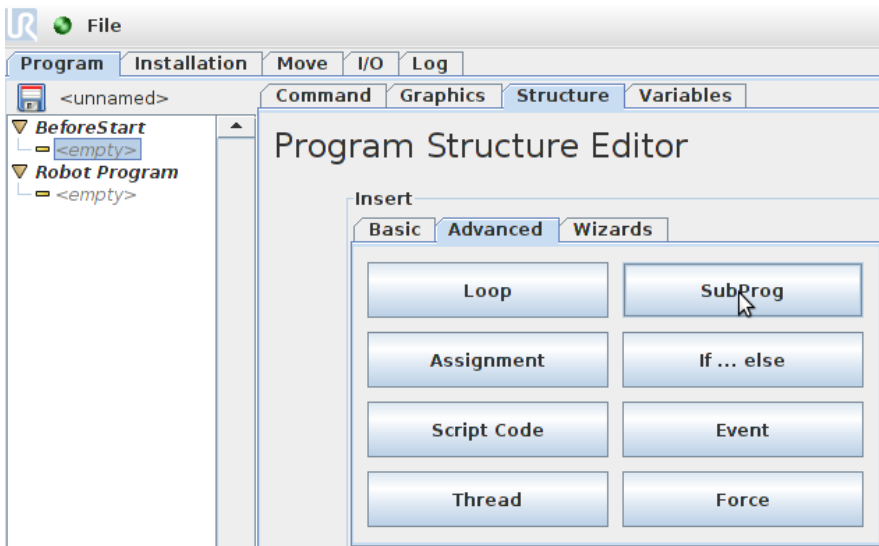 UR File
Program Installation Move I/O Log
<unnamed> Command Graphics Structure Variables
BeforeStart
<empty>
Robot Program
<empty>
Program Structure Editor
Insert
Basic Advanced Wizards
Loop SubProg
Assignment If ... else
Script Code Event
Thread Force